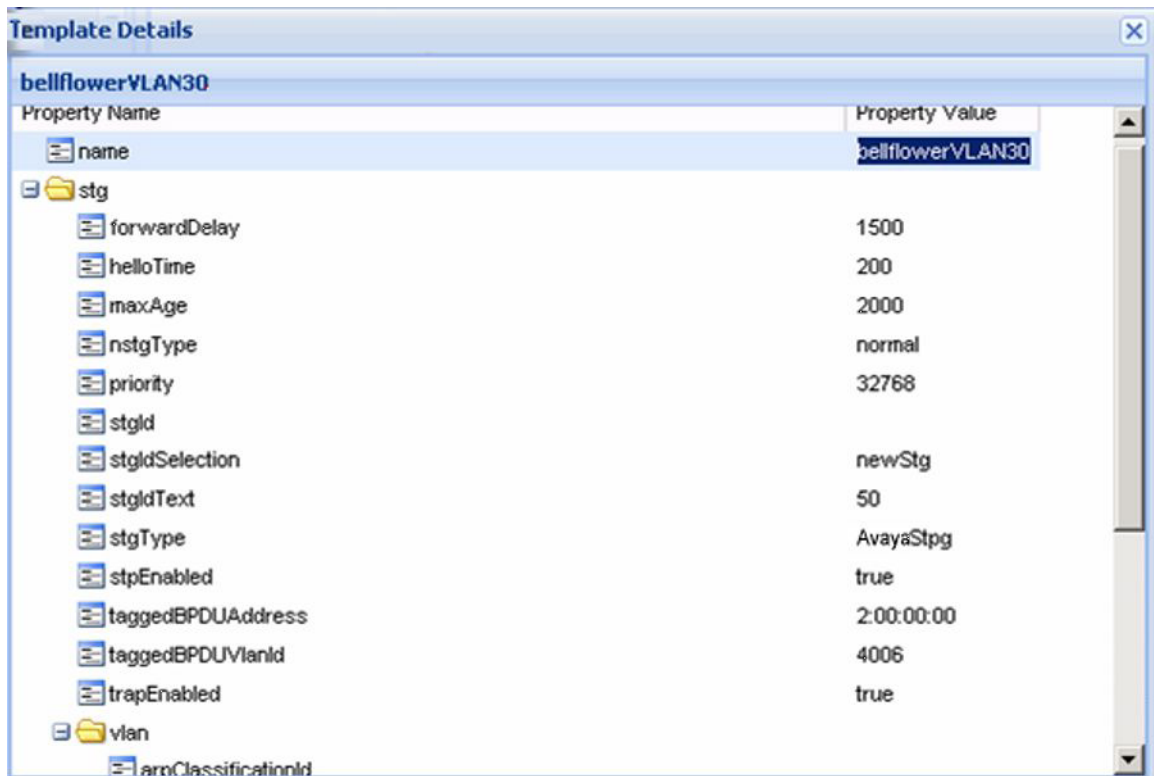 Template Details
bellflowerVLAN30
Property Name Property Value
name bellflowerVLAN30
stg
forwardDelay 1500
helloTime 200
maxAge 2000
nstgType normal
priority 32768
stgId
stgIdSelection newStg
stgIdText 50
stgType AvayaStpg
stpEnabled true
taggedBPDUAddress 2:00:00:00
taggedBPDUVlanId 4006
trapEnabled true
vlan
arpClassificationId